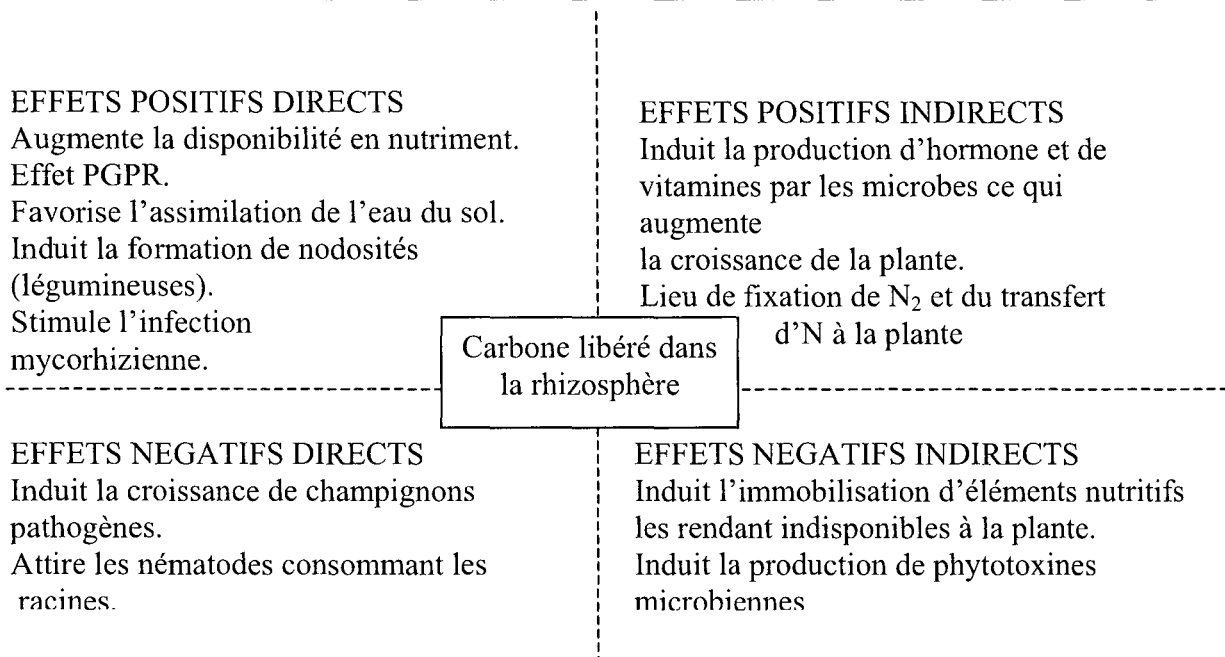 EFFETS POSITIFS DIRECTS
Augmente la disponibilité en nutriment.
Effet PGPR.
Favorise l'assimilation de l'eau du sol.
Induit la formation de nodosités
(légumineuses).
Stimule l'infection
mycorhizienne.
EFFETS POSITIFS INDIRECTS
Induit la production d'hormone et de
vitamines par les microbes ce qui
augmente
la croissance de la plante.
Lieu de fixation de N₂ et du transfert
d'N à la plante
Carbone libéré dans
la rhizosphère
EFFETS NEGATIFS DIRECTS
Induit la croissance de champignons
pathogènes.
Attire les nématodes consommant les
racines.
EFFETS NEGATIFS INDIRECTS
Induit l'immobilisation d'éléments nutritifs
les rendant indisponibles à la plante.
Induit la production de phytotoxines
microbiennes